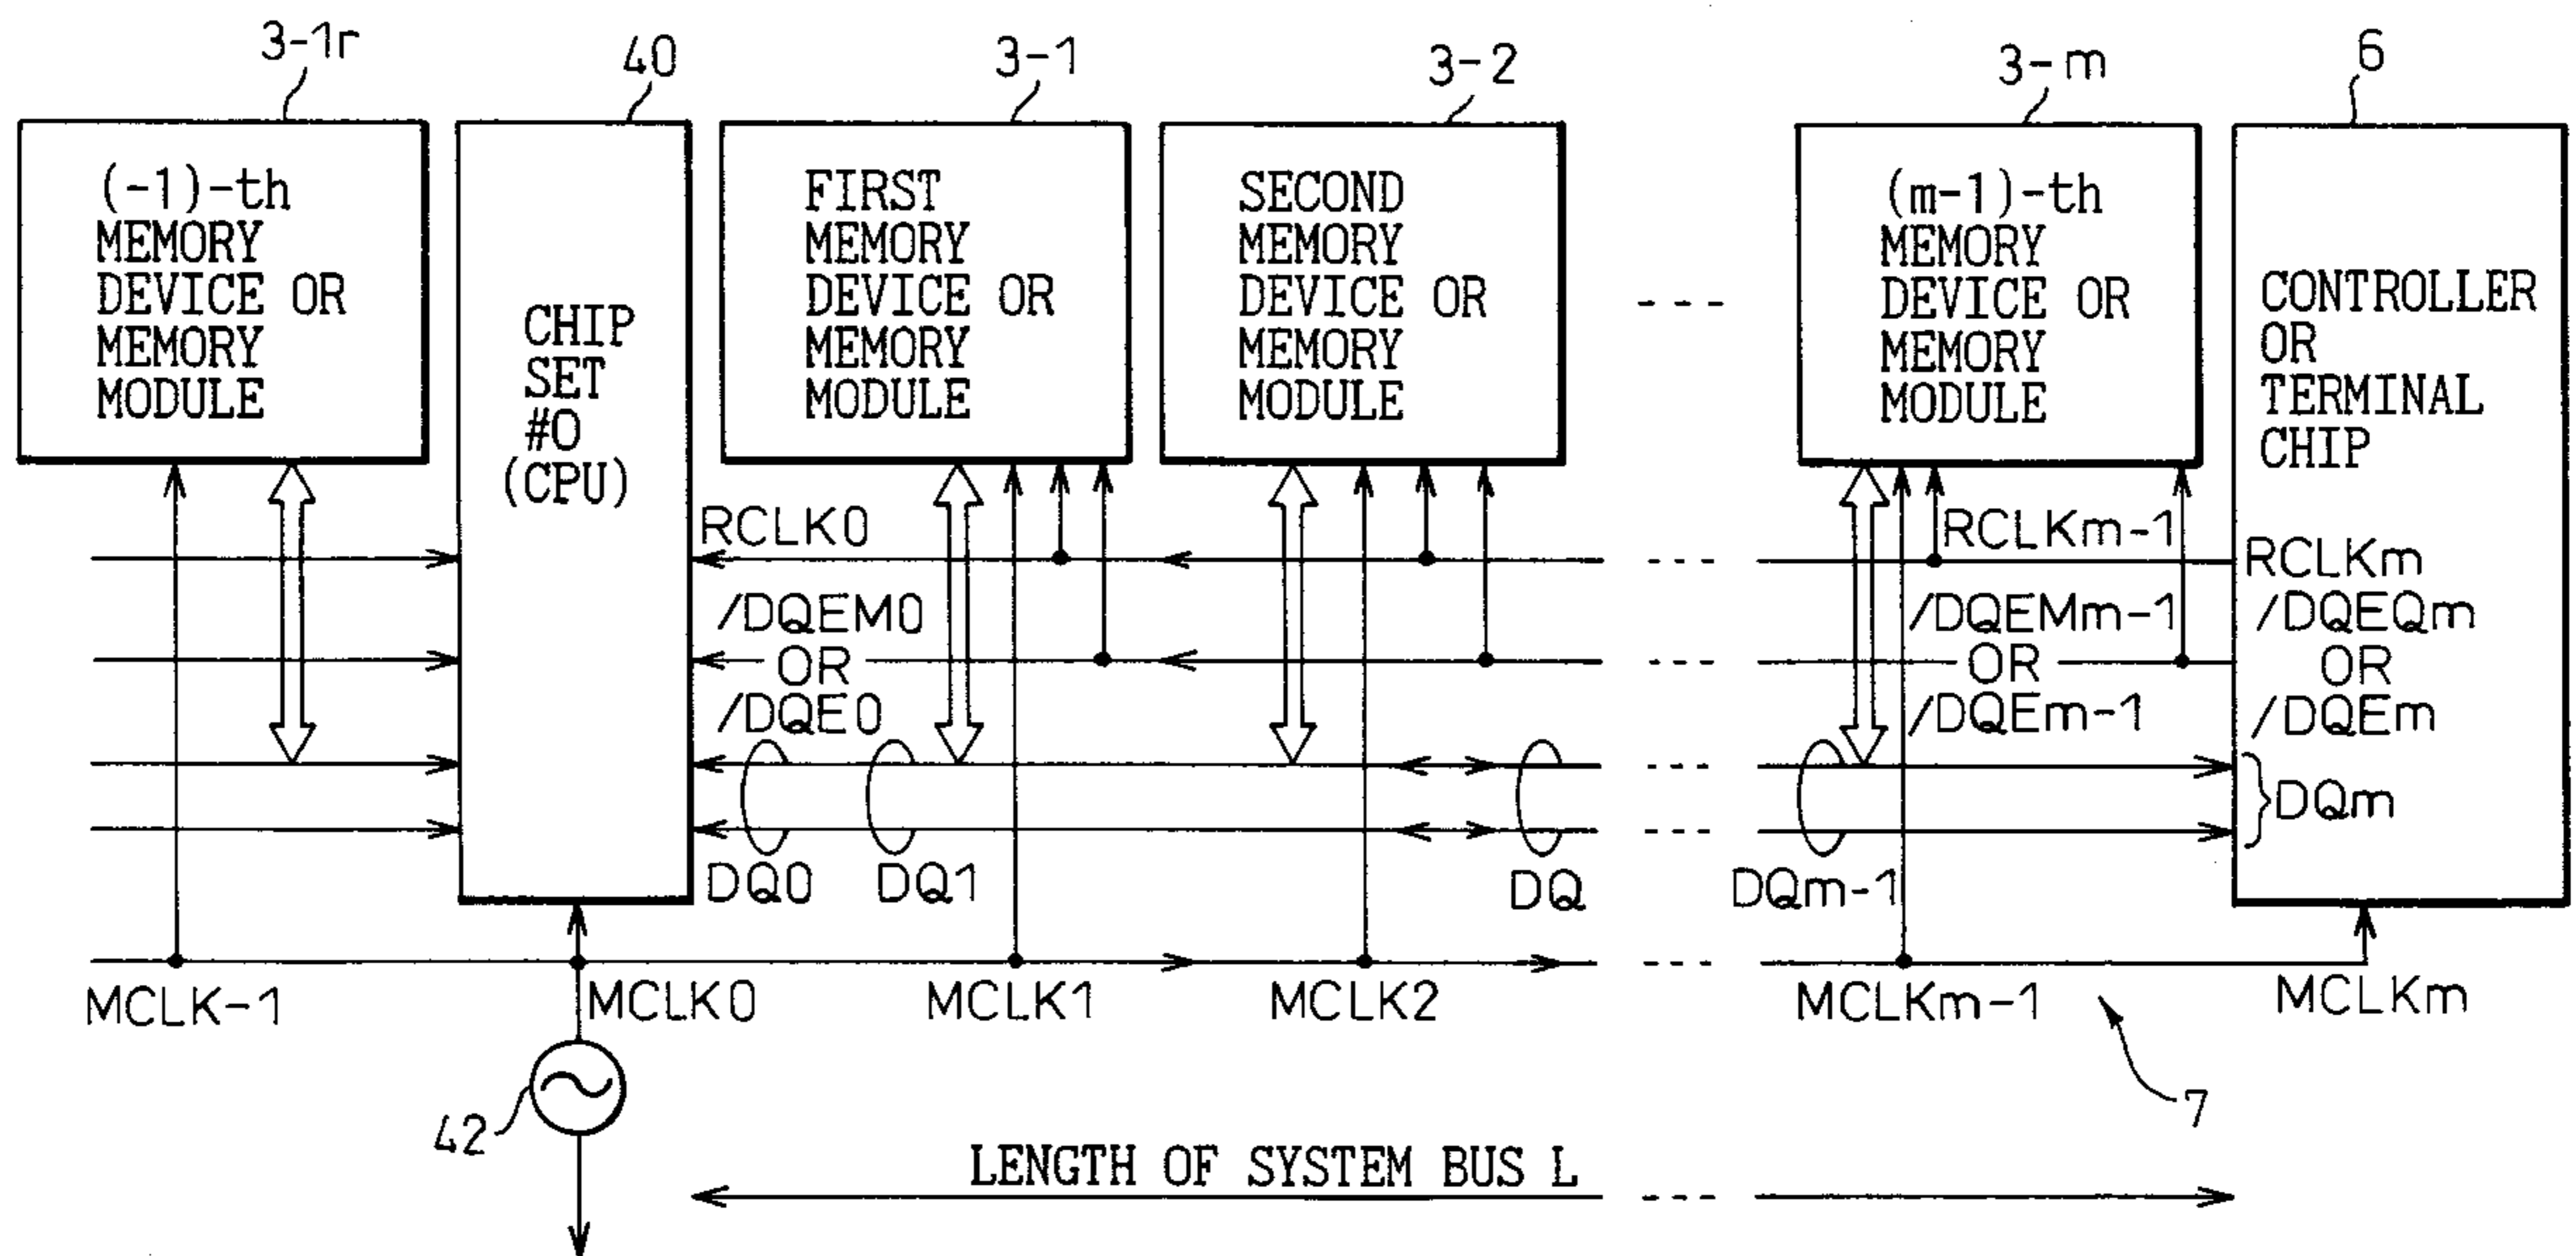 3-1r
40
3-1
3-2
3-m
6
(-1)-th
MEMORY
DEVICE OR
MEMORY
MODULE
CHIP
SET
#0
(CPU)
FIRST
MEMORY
DEVICE OR
MEMORY
MODULE
SECOND
MEMORY
DEVICE OR
MEMORY
MODULE
(m-1)-th
MEMORY
DEVICE OR
MEMORY
MODULE
CONTROLLER
OR
TERMINAL
CHIP
RCLK0
RCLKm-1
RCLKm
/DQEM0
OR
/DQE0
/DQEMm-1
OR
/DQEm-1
/DQEQm
OR
/DQEm
DQm
DQ0
DQ1
DQ
DQm-1
MCLK-1
MCLK0
MCLK1
MCLK2
MCLKm-1
MCLKm
42
7
LENGTH OF SYSTEM BUS L